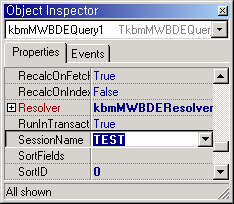 Object Inspector
kbmMWBDEQuery1 TkbmMWBDEQuery
Properties Events
RecalcOnFetch True
RecalcOnIndex False
Resolver kbmMWBDEResolver
RunInTransact True
SessionName TEST
SortFields
SortID 0
All shown